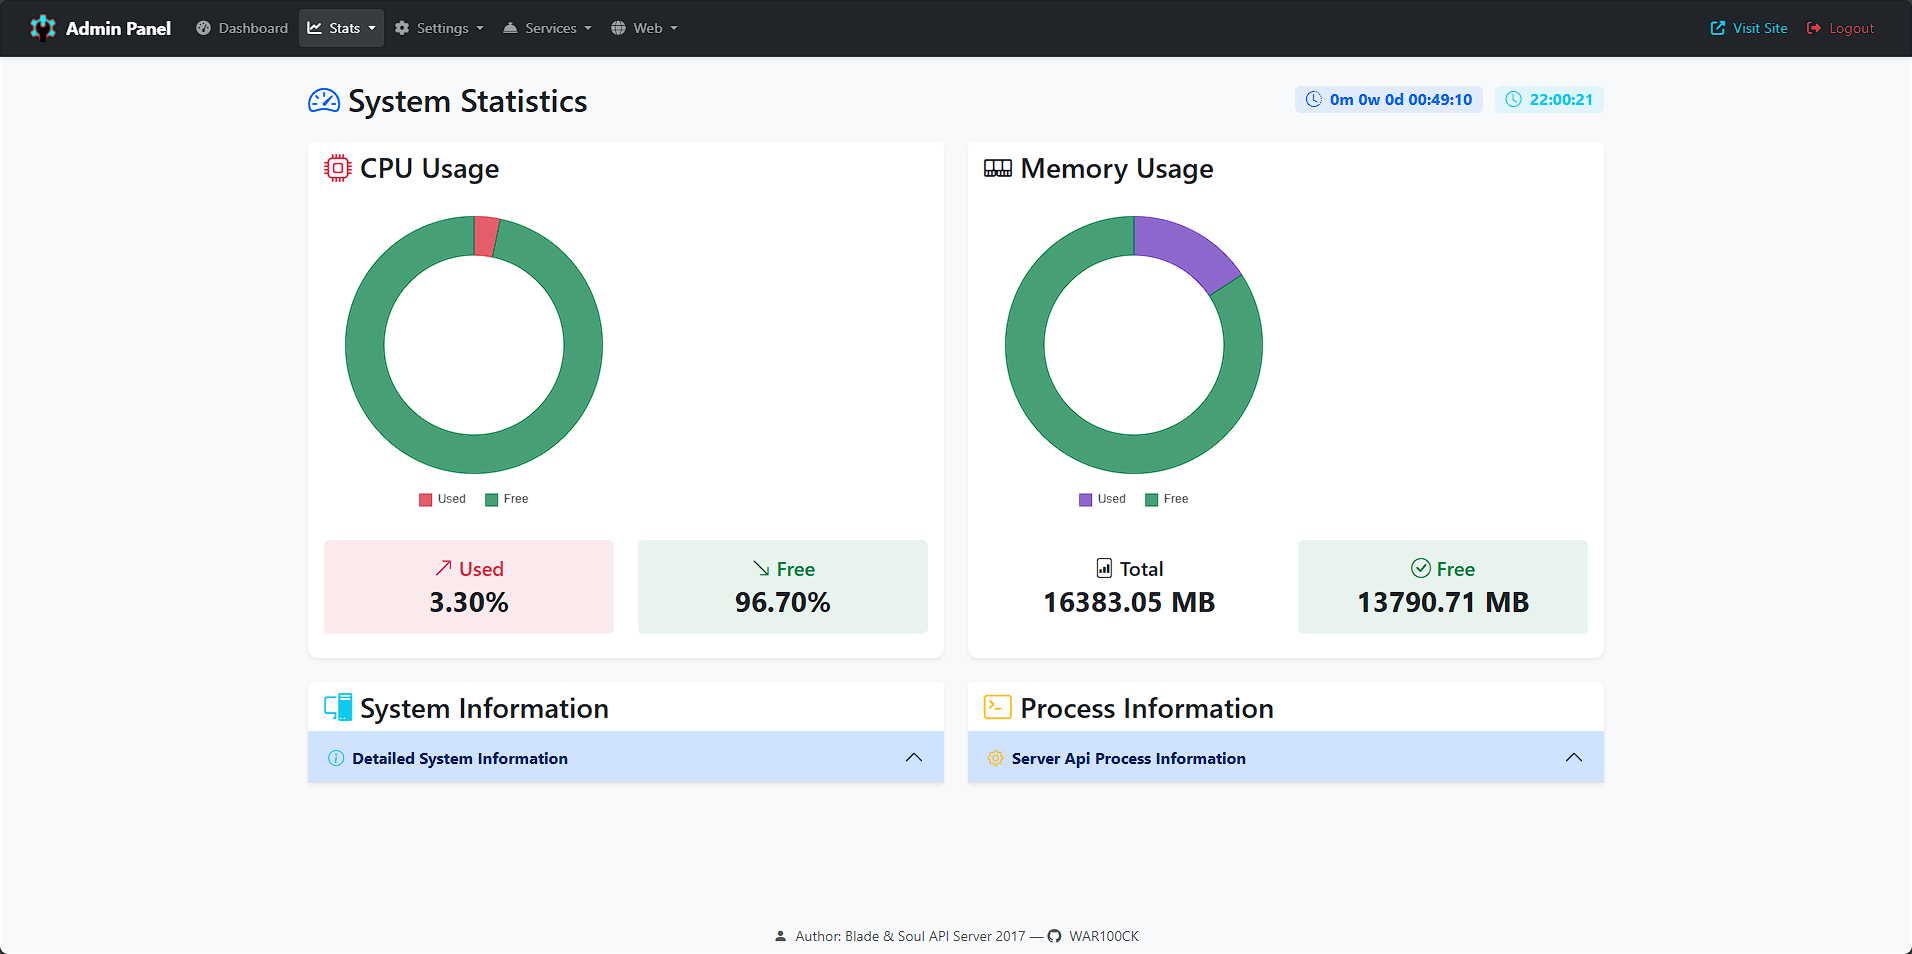 Admin Panel Dashboard Stats Settings Services Web Visit Site Logout
System Statistics 0m 0w 0d 00:49:10 22:00:21
CPU Usage
Used Free
Used
3.30%
Free
96.70%
Memory Usage
Used Free
Total
16383.05 MB
Free
13790.71 MB
System Information
Detailed System Information
Process Information
Server Api Process Information
Author: Blade & Soul API Server 2017 — WAR100CK